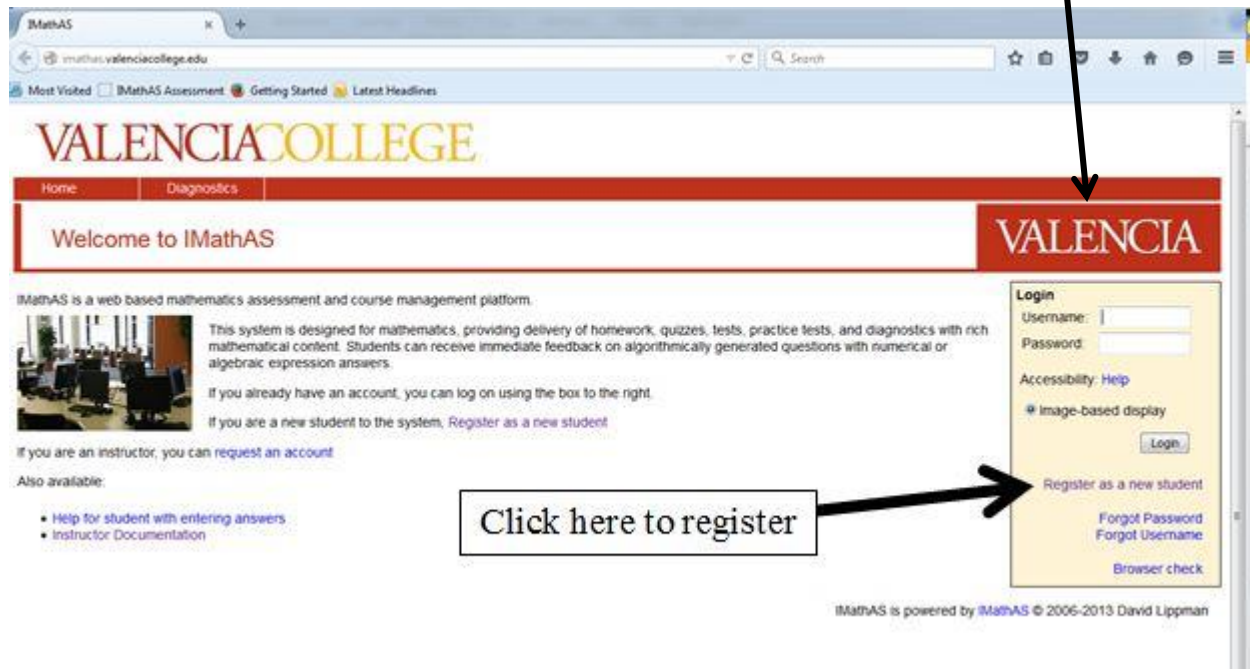 IMathAS
imathas.valenciacollege.edu
Search
Most Visited IMathAS Assessment Getting Started Latest Headlines
VALENCIACOLLEGE
Home Diagnostics
Welcome to IMathAS
VALENCIA
IMathAS is a web based mathematics assessment and course management platform.
This system is designed for mathematics, providing delivery of homework, quizzes, tests, practice tests, and diagnostics with rich
mathematical content. Students can receive immediate feedback on algorithmically generated questions with numerical or
algebraic expression answers.
If you already have an account, you can log on using the box to the right.
If you are a new student to the system, Register as a new student
If you are an instructor, you can request an account
Also available:
• Help for student with entering answers
• Instructor Documentation
Login
Username:
Password:
Accessibility: Help
Image-based display
Login
Register as a new student
Click here to register
Forgot Password
Forgot Username
Browser check
IMathAS is powered by IMathAS © 2006-2013 David Lippman